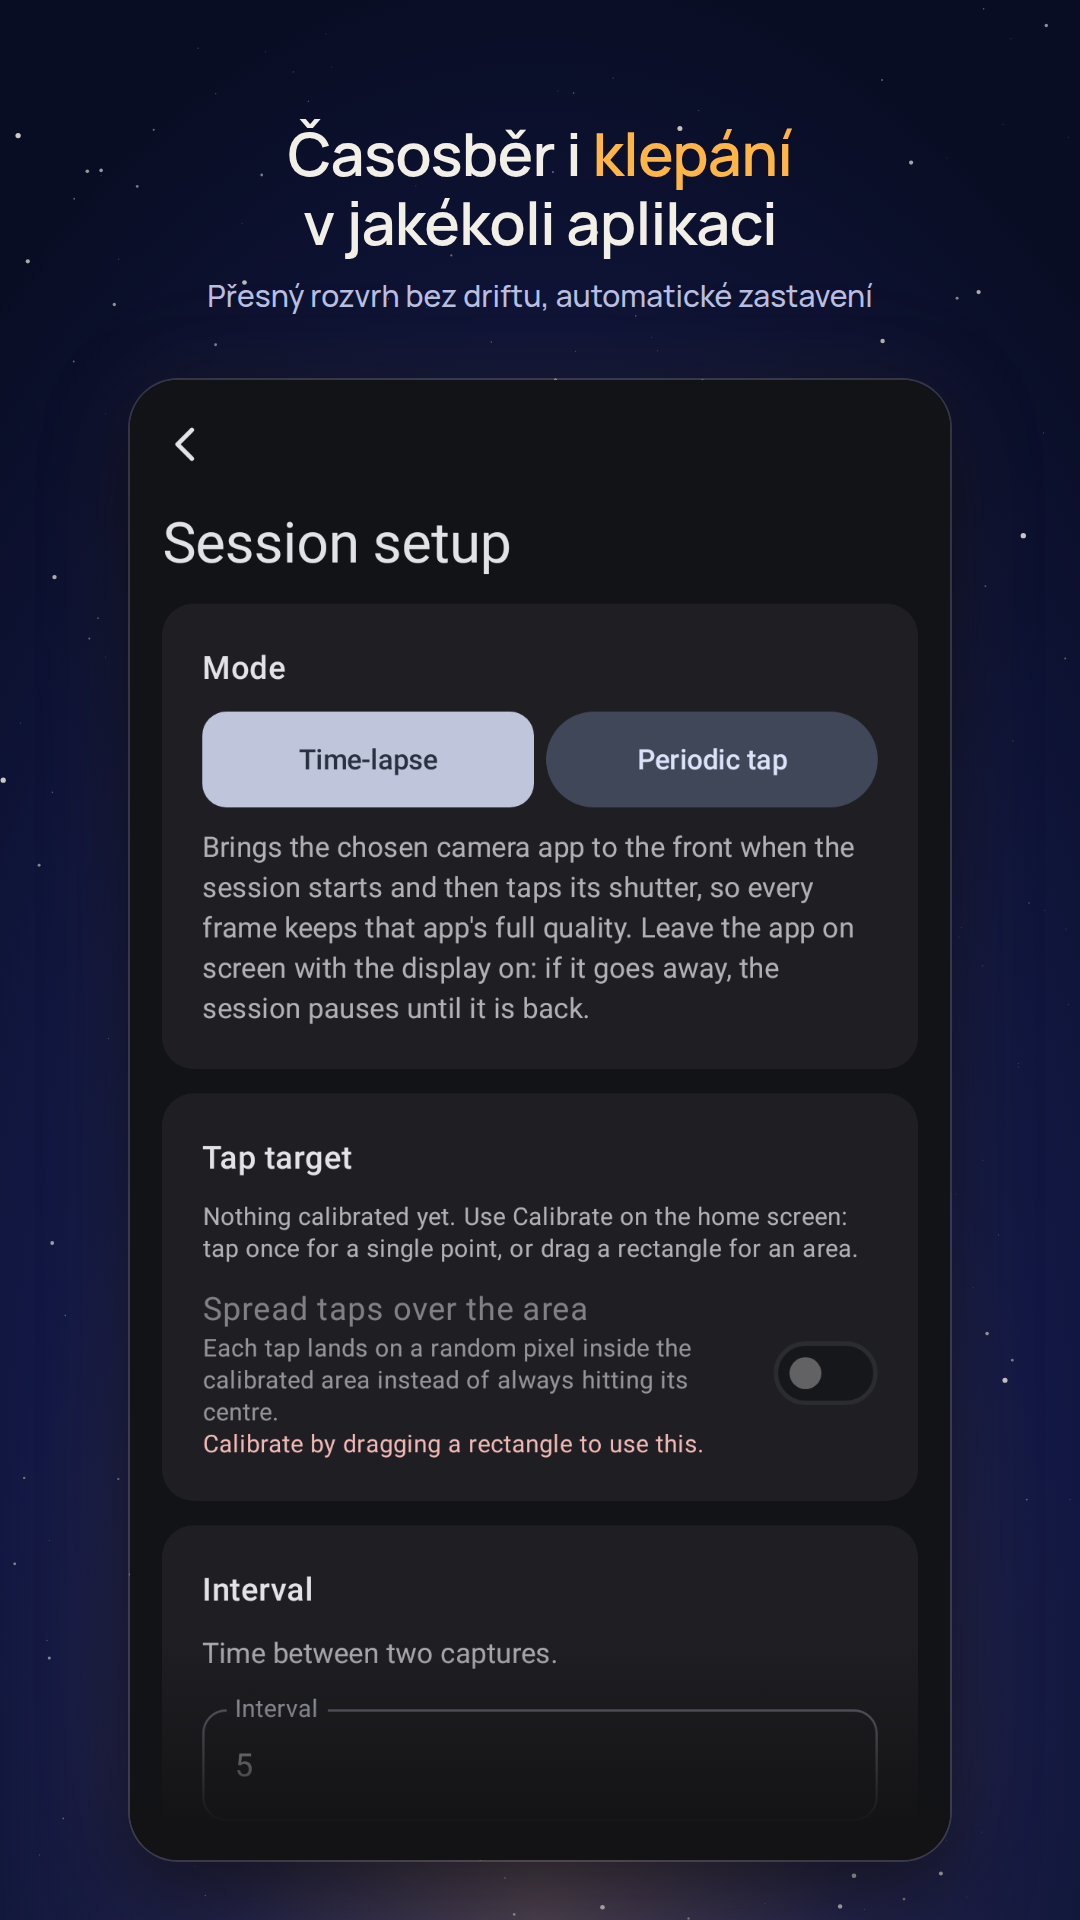 Časosběr i klepání
v jakékoli aplikaci
Přesný rozvrh bez driftu, automatické zastavení
Session setup
Mode
Time-lapse
Periodic tap
Brings the chosen camera app to the front when the
session starts and then taps its shutter, so every
frame keeps that app's full quality. Leave the app on
screen with the display on: if it goes away, the
session pauses until it is back.
Tap target
Nothing calibrated yet. Use Calibrate on the home screen:
tap once for a single point, or drag a rectangle for an area.
Spread taps over the area
Each tap lands on a random pixel inside the
calibrated area instead of always hitting its
centre.
Calibrate by dragging a rectangle to use this.
Interval
Time between two captures.
Interval
5